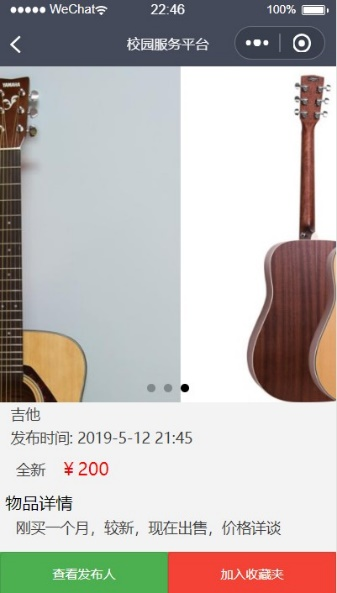 WeChat 22:46 100%
校园服务平台
YAMAHA
吉他
发布时间: 2019-5-12 21:45
全新 ￥200
物品详情
刚买一个月，较新，现在出售，价格详谈
查看发布人 加入收藏夹